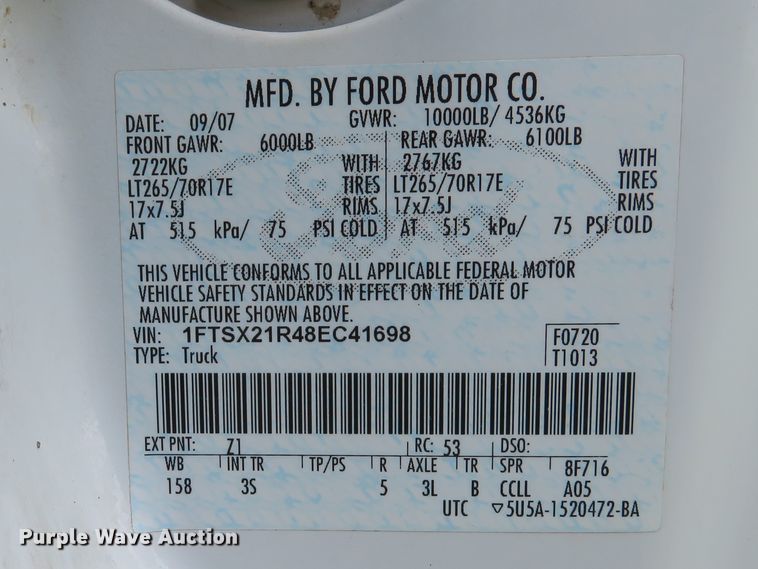 MFD. BY FORD MOTOR CO.
DATE: 09/07 GVWR: 10000LB/ 4536KG
FRONT GAWR: 6000LB REAR GAWR: 6100LB
2722KG WITH 2767KG WITH
LT265/70R17E TIRES LT265/70R17E TIRES
17x7.5J RIMS 17x7.5J RIMS
AT 515 kPa/ 75 PSI COLD AT 515 kPa/ 75 PSI COLD
THIS VEHICLE CONFORMS TO ALL APPLICABLE FEDERAL MOTOR
VEHICLE SAFETY STANDARDS IN EFFECT ON THE DATE OF
MANUFACTURE SHOWN ABOVE.
VIN: 1FTSX21R48EC41698 F0720
TYPE: Truck T1013
EXT PNT: Z1 RC: 53 DSO:
WB INT TR TP/PS R AXLE TR SPR 8F716
158 3S 5 3L B CCLL A05
UTC ▽5U5A-1520472-BA
Purple Wave Auction